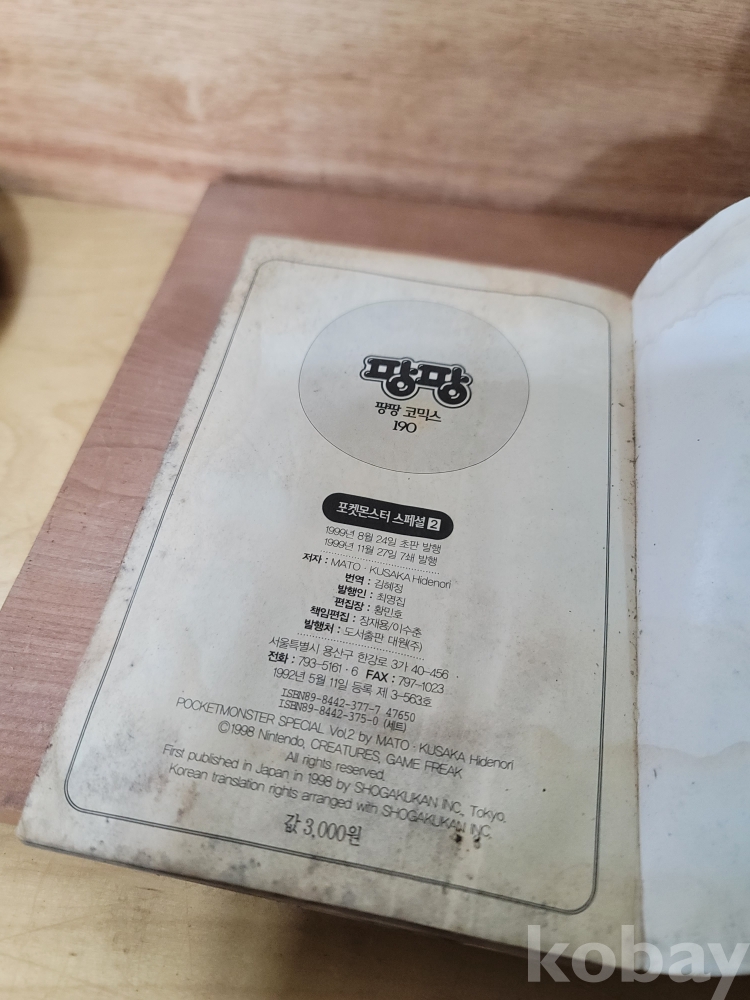 팡팡
팡팡 코믹스
190
포켓몬스터 스페셜 2
1999년 8월 24일 초판 발행
1999년 11월 27일 7쇄 발행
저자 : MATO · KUSAKA Hidenori
번역 : 김혜정
발행인 : 최영집
편집장 : 황민호
책임편집 : 장재용/이수춘
발행처 : 도서출판 대원(주)
서울특별시 용산구 한강로 3가 40-456
전화 : 793-5161 · 6 FAX : 797-1023
1992년 5월 11일 등록 제 3-563호
ISBN89-8442-377-7 47650
ISBN89-8442-375-0 (세트)
POCKETMONSTER SPECIAL Vol.2 by MATO · KUSAKA Hidenori
©1998 Nintendo, CREATURES, GAME FREAK
All rights reserved.
First published in Japan in 1998 by SHOGAKUKAN INC., Tokyo.
Korean translation rights arranged with SHOGAKUKAN INC.
값 3,000원
kobay